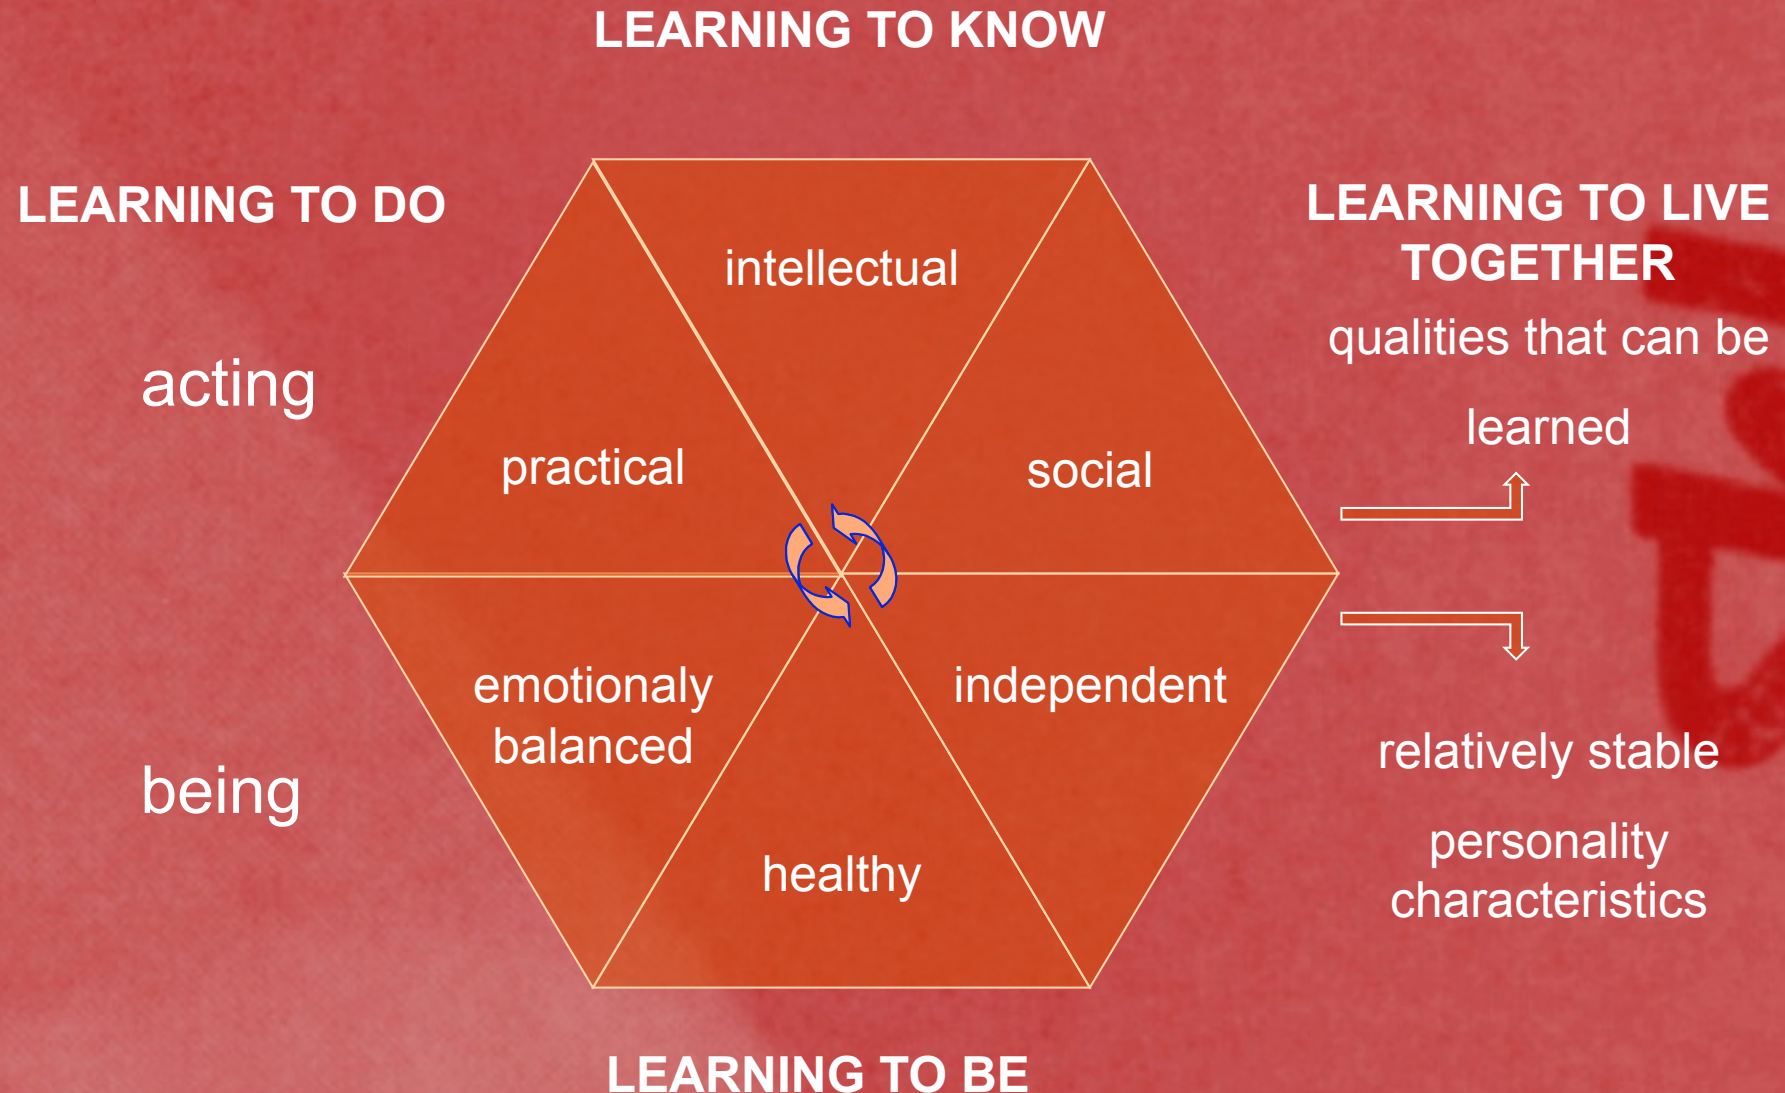 LEARNING TO KNOW
LEARNING TO DO
LEARNING TO LIVE
TOGETHER
intellectual
qualities that can be
acting
learned
practical
social
emotionaly
balanced
independent
being
relatively stable
healthy
personality
characteristics
LEARNING TO BE